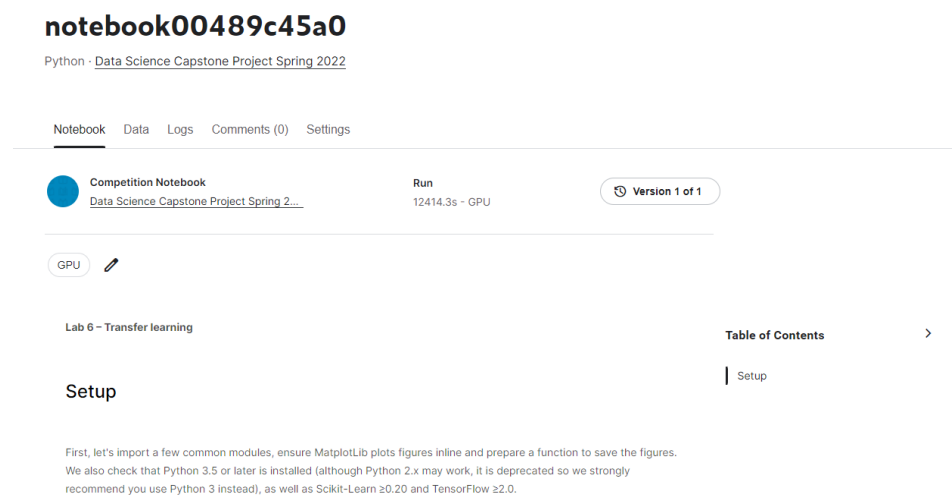 notebook00489c45a0
Python · Data Science Capstone Project Spring 2022
Notebook Data Logs Comments (0) Settings
Competition Notebook
Data Science Capstone Project Spring 2...
Run
12414.3s - GPU
Version 1 of 1
GPU
Lab 6 – Transfer learning
Table of Contents
Setup
Setup
First, let's import a few common modules, ensure MatplotLib plots figures inline and prepare a function to save the figures.
We also check that Python 3.5 or later is installed (although Python 2.x may work, it is deprecated so we strongly
recommend you use Python 3 instead), as well as Scikit-Learn ≥0.20 and TensorFlow ≥2.0.